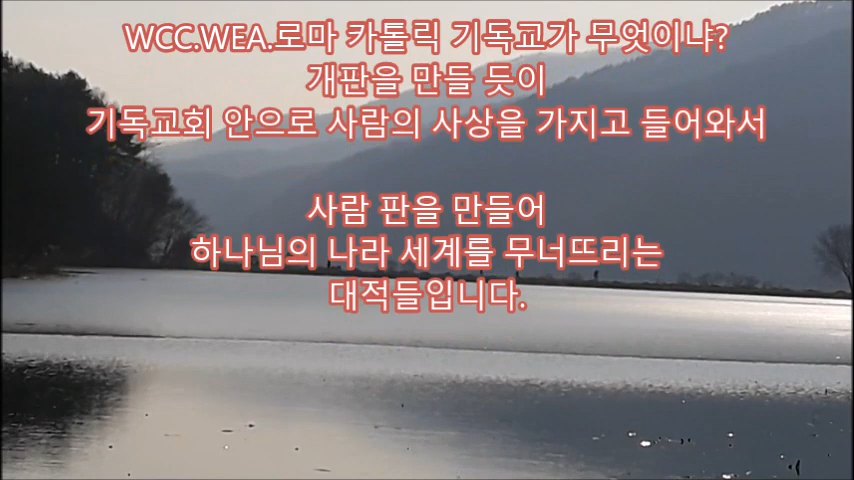 WCC.WEA.로마 카톨릭 기독교가 무엇이냐?
개판을 만들 듯이
기독교회 안으로 사람의 사상을 가지고 들어와서
사람 판을 만들어
하나님의 나라 세계를 무너뜨리는
대적들입니다.